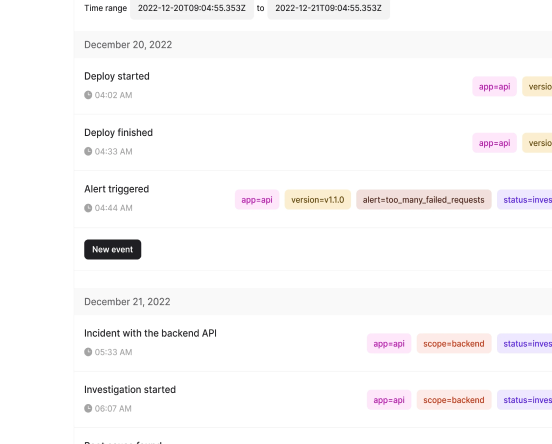 Time range 2022-12-20T09:04:55.353Z to 2022-12-21T09:04:55.353Z
December 20, 2022
Deploy started
04:02 AM
app=api versio
Deploy finished
04:33 AM
app=api versio
Alert triggered
04:44 AM
app=api version=v1.1.0 alert=too_many_failed_requests status=inves
New event
December 21, 2022
Incident with the backend API
05:33 AM
app=api scope=backend status=inves
Investigation started
06:07 AM
app=api scope=backend status=inves